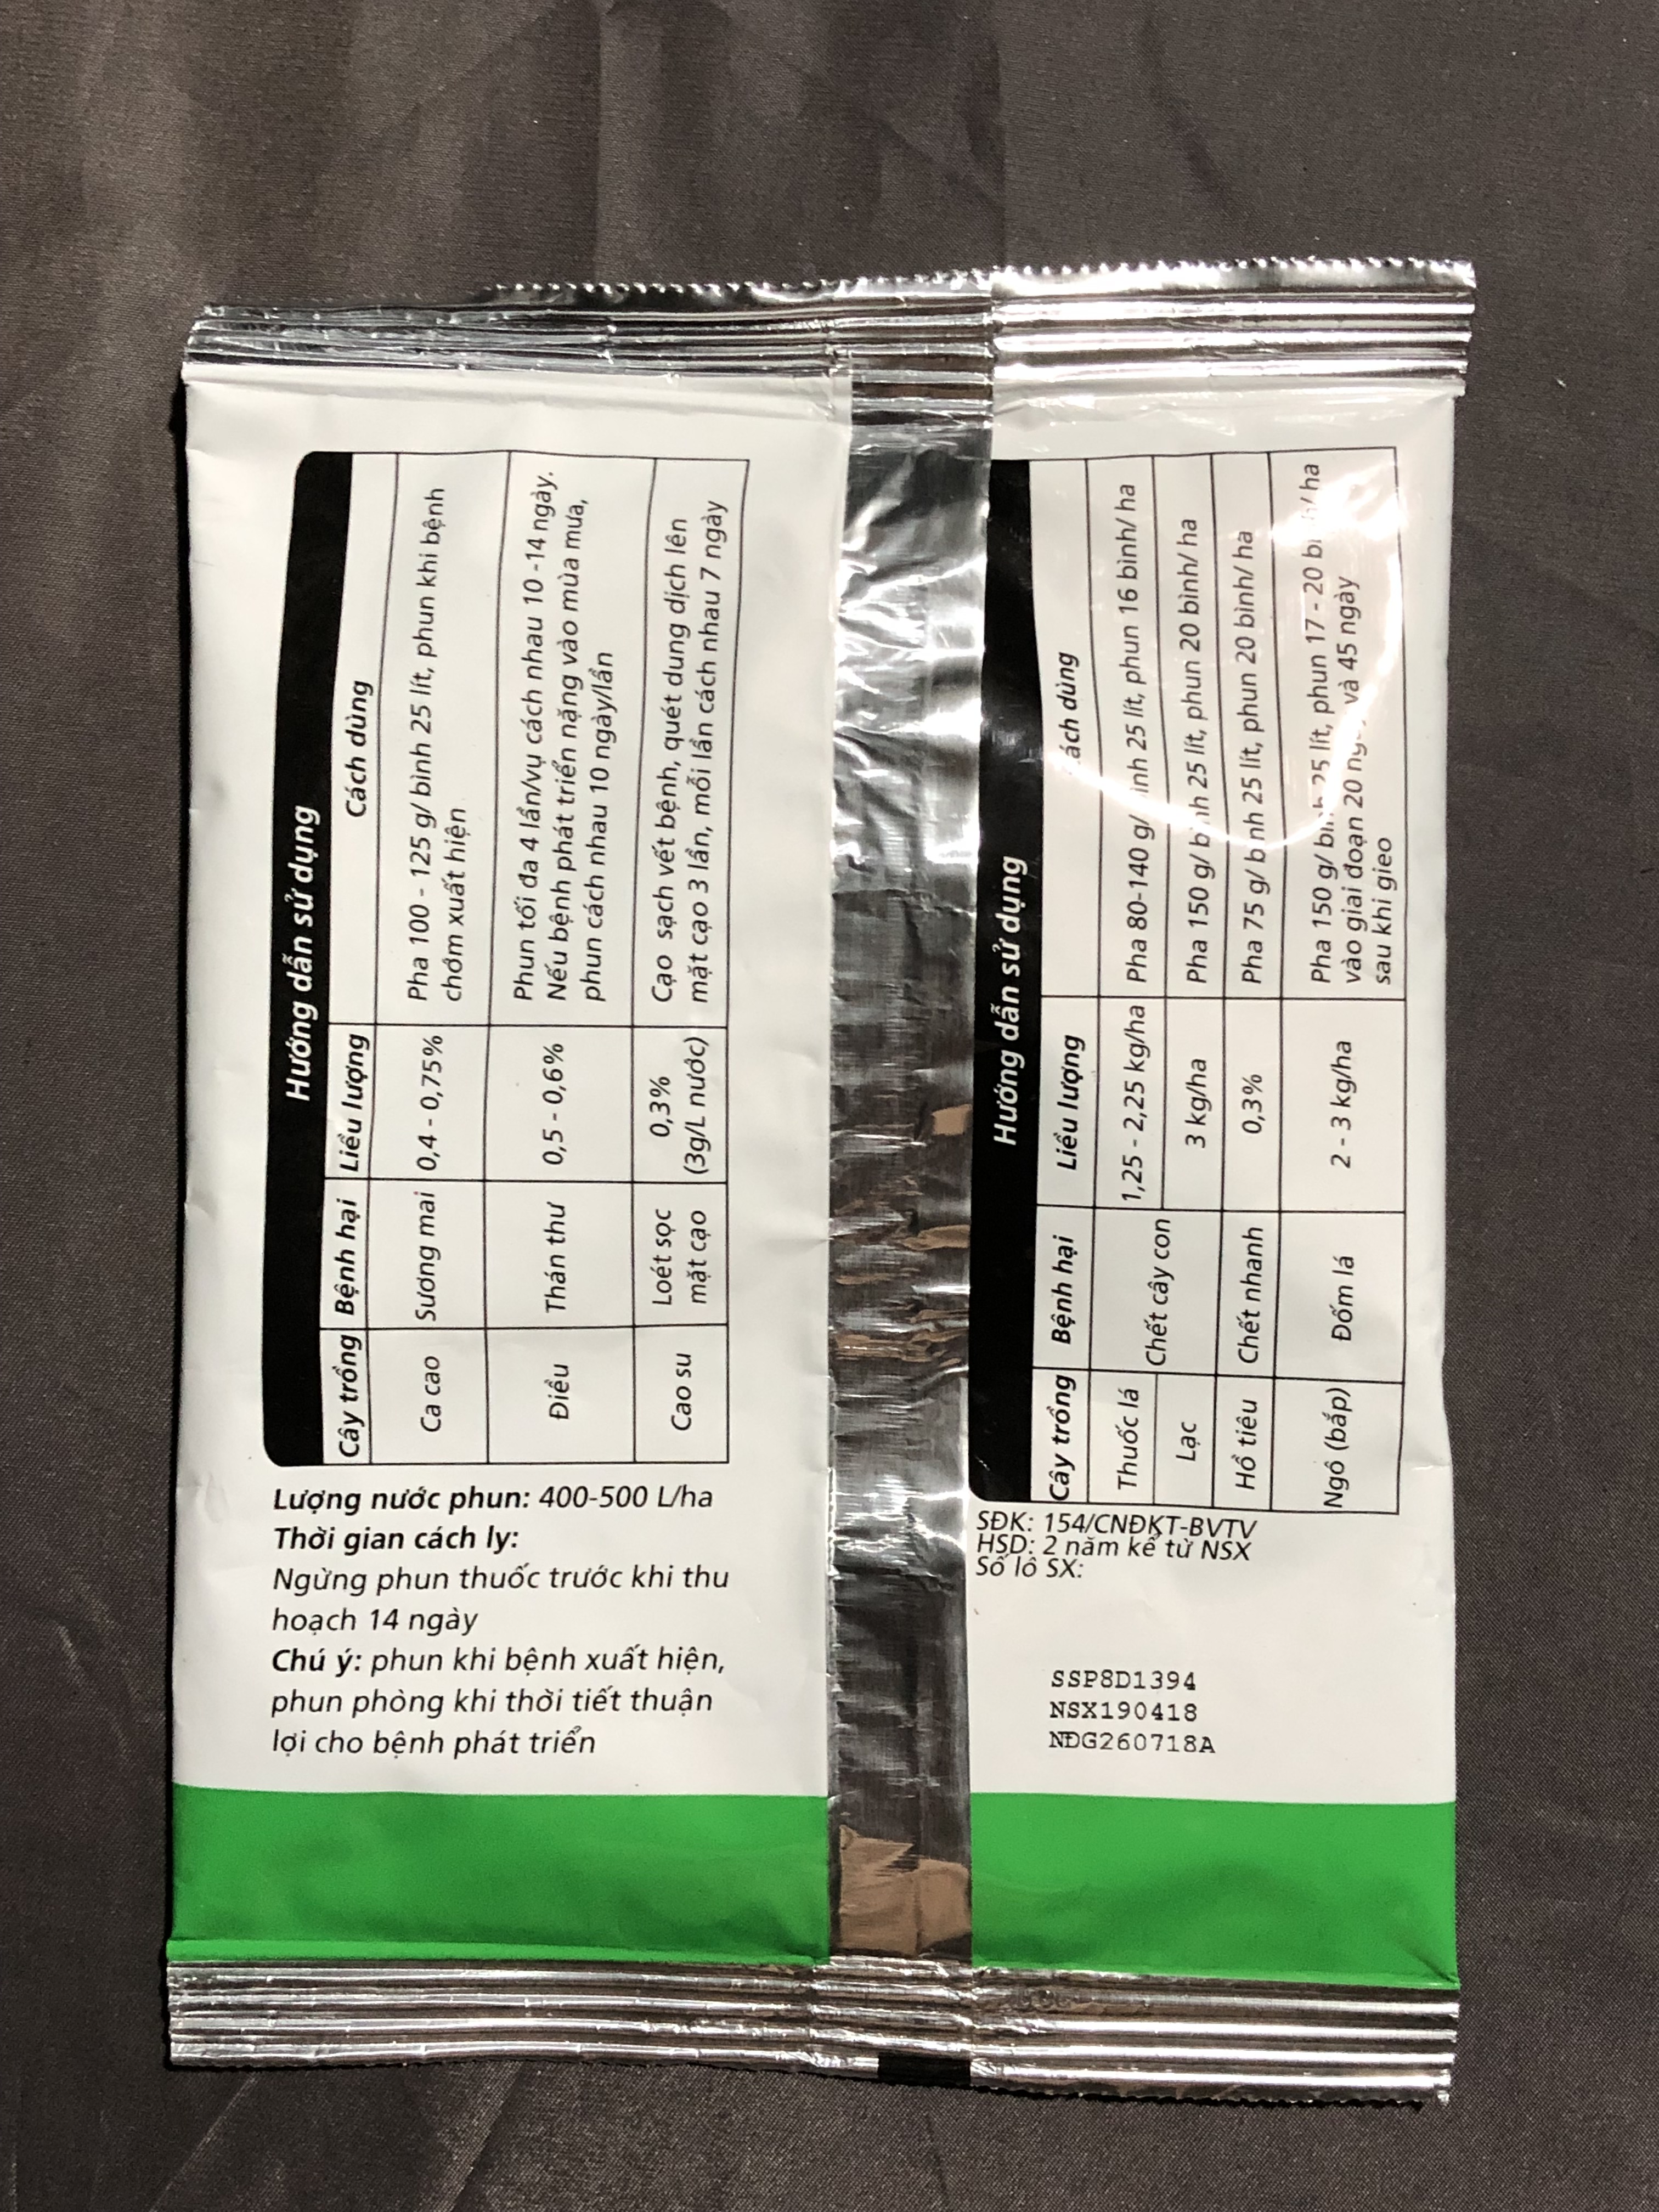 Hướng dẫn sử dụng
Cây trồng Bệnh hại Liều lượng Cách dùng
Ca cao Sương mai 0,4 - 0,75% Pha 100 - 125 g/ bình 25 lít, phun khi bệnh
chớm xuất hiện
Điều Thán thư 0,5 - 0,6% Phun tối đa 4 lần/vụ cách nhau 10 -14 ngày.
Nếu bệnh phát triển nặng vào mùa mưa,
phun cách nhau 10 ngày/lần
Cao su Loét sọc
mặt cạo
0,3%
(3g/L nước)
Cạo sạch vết bệnh, quét dung dịch lên
mặt cạo 3 lần, mỗi lần cách nhau 7 ngày
Lượng nước phun: 400-500 L/ha
Thời gian cách ly:
Ngừng phun thuốc trước khi thu
hoạch 14 ngày
Chú ý: phun khi bệnh xuất hiện,
phun phòng khi thời tiết thuận
lợi cho bệnh phát triển
Hướng dẫn sử dụng
Cây trồng Bệnh hại Liều lượng dùng
Thuốc lá Chết cây con 1,25 - 2,25 kg/ha Pha 80-140 g/ 25 lít, phun 16 bình/ ha
Lạc 3 kg/ha Pha 150 g/ bình 25 lít, phun 20 bình/ ha
Hồ tiêu Chết nhanh 0,3% Pha 75 g/ bình 25 lít, phun 20 bình/ ha
Ngô (bắp) Đốm lá 2 - 3 kg/ha Pha 150 g/ 25 lít, phun 17 - 20 ha
vào giai đoạn 20 và 45 ngày
sau khi gieo
SĐK: 154/CNĐKT-BVTV
HSD: 2 năm kể từ NSX
Số lô SX:
SSP8D1394
NSX190418
NĐG260718A